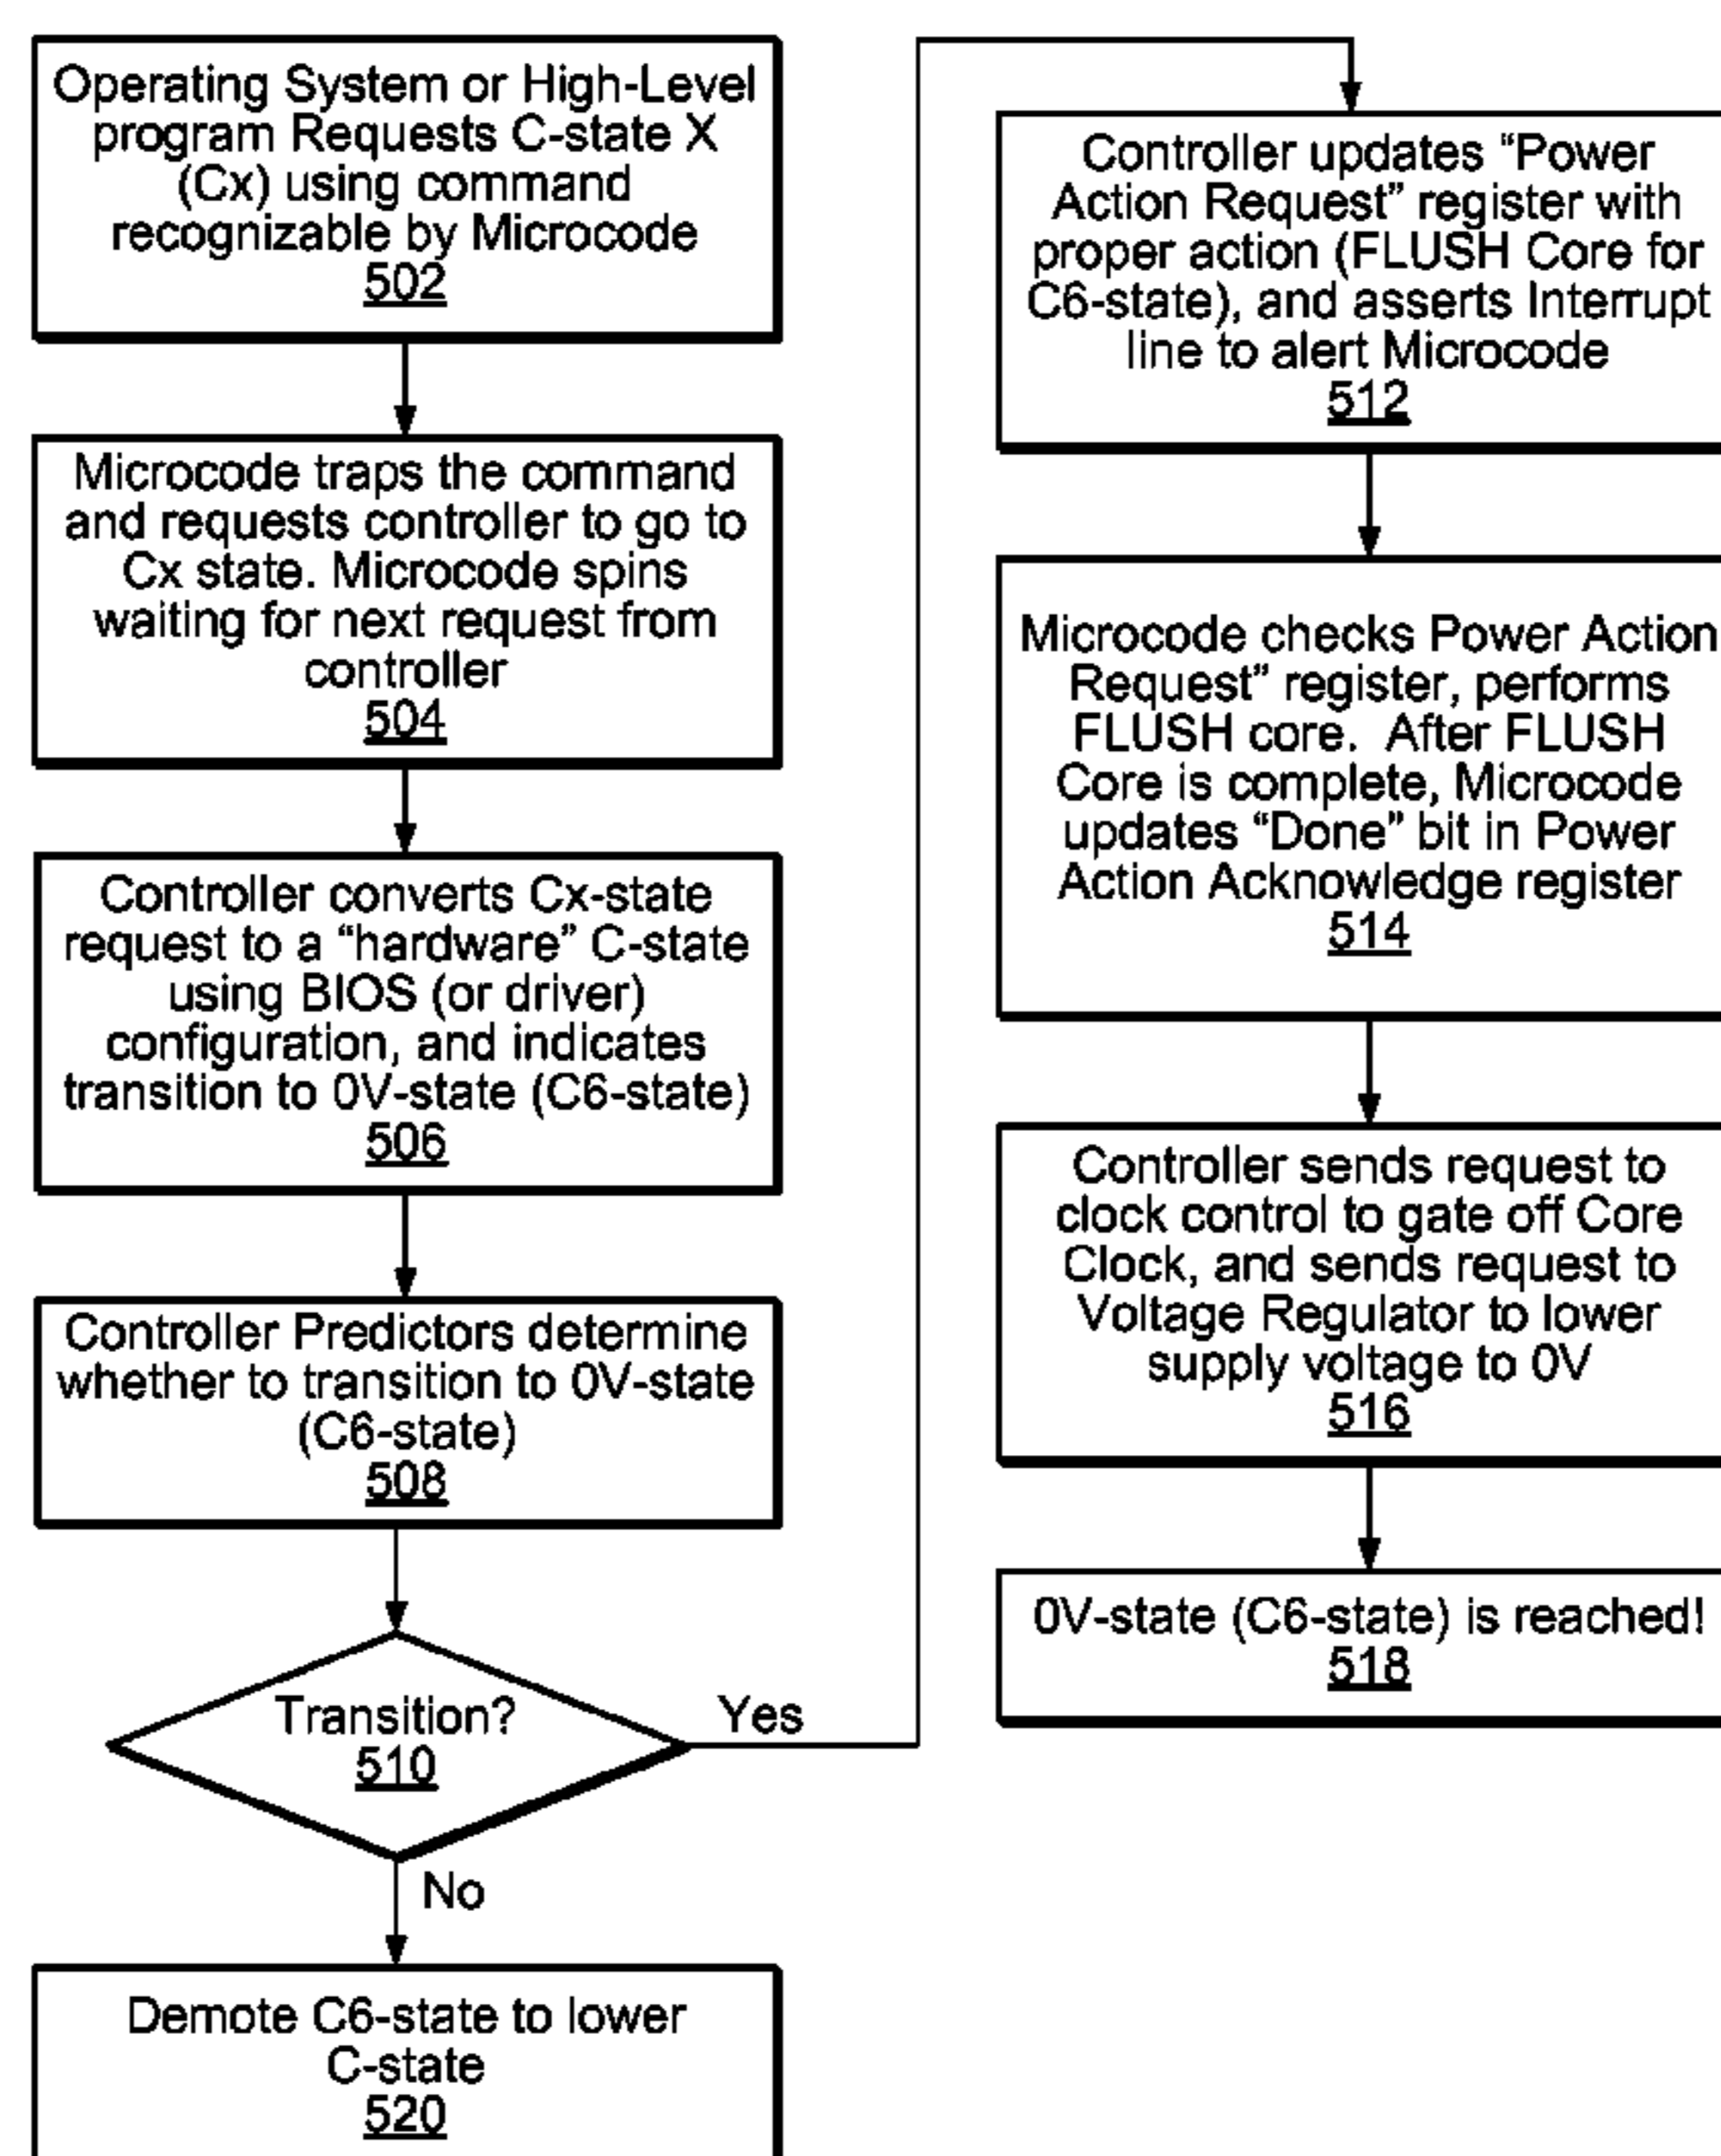 Operating System or High-Level
program Requests C-state X
(Cx) using command
recognizable by Microcode
502
Microcode traps the command
and requests controller to go to
Cx state. Microcode spins
waiting for next request from
controller
504
Controller converts Cx-state
request to a “hardware” C-state
using BIOS (or driver)
configuration, and indicates
transition to 0V-state (C6-state)
506
Controller Predictors determine
whether to transition to 0V-state
(C6-state)
508
Transition?
510
Yes
No
Demote C6-state to lower
C-state
520
Controller updates “Power
Action Request” register with
proper action (FLUSH Core for
C6-state), and asserts Interrupt
line to alert Microcode
512
Microcode checks Power Action
Request” register, performs
FLUSH core. After FLUSH
Core is complete, Microcode
updates “Done” bit in Power
Action Acknowledge register
514
Controller sends request to
clock control to gate off Core
Clock, and sends request to
Voltage Regulator to lower
supply voltage to 0V
516
0V-state (C6-state) is reached!
518